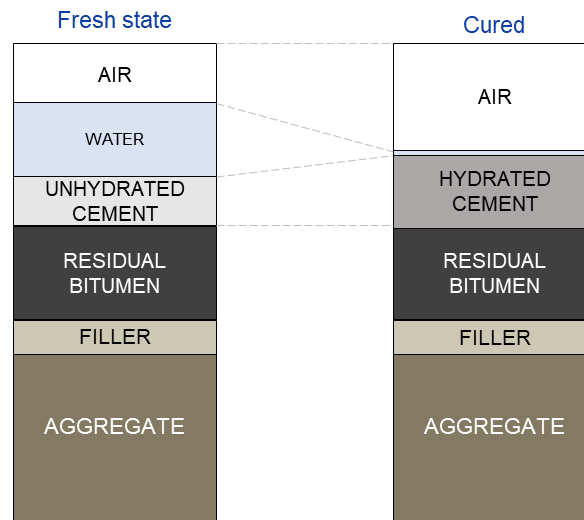 Fresh state
AIR
WATER
UNHYDRATED
CEMENT
RESIDUAL
BITUMEN
FILLER
AGGREGATE
Cured
AIR
HYDRATED
CEMENT
RESIDUAL
BITUMEN
FILLER
AGGREGATE